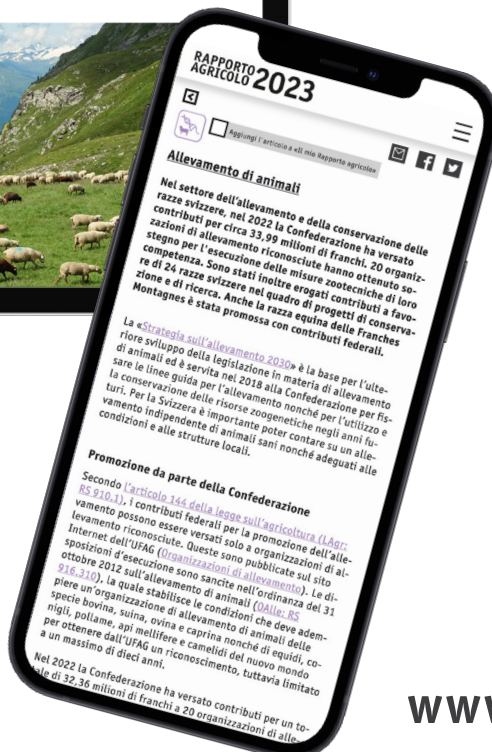 RAPPORTO
AGRICOLO 2023
Aggiungi l'articolo a «Il mio Rapporto agricolo»
Allevamento di animali
Nel settore dell'allevamento e della conservazione delle
razze svizzere, nel 2022 la Confederazione ha versato
contributi per circa 33,99 milioni di franchi. 20 organiz-
zazioni di allevamento riconosciute hanno ottenuto so-
stegno per l'esecuzione delle misure zootecniche di loro
competenza. Sono stati inoltre erogati contributi a favo-
re di 24 razze svizzere nel quadro di progetti di conserva-
zione e di ricerca. Anche la razza equina delle Franches
Montagnes è stata promossa con contributi federali.
La «Strategia sull'allevamento 2030» è la base per l'ulte-
riore sviluppo della legislazione in materia di allevamento
di animali ed è servita nel 2018 alla Confederazione per fis-
sare le linee guida per l'allevamento nonché per l'utilizzo e
la conservazione delle risorse zoogenetiche negli anni fu-
turi. Per la Svizzera è importante poter contare su un alle-
vamento indipendente di animali sani nonché adeguati alle
condizioni e alle strutture locali.
Promozione da parte della Confederazione
Secondo l'articolo 144 della legge sull'agricoltura (LAgr;
RS 910.1), i contributi federali per la promozione dell'alle-
vamento possono essere versati solo a organizzazioni di al-
levamento riconosciute. Queste sono pubblicate sul sito
Internet dell'UFAG (Organizzazioni di allevamento). Le di-
sposizioni d'esecuzione sono sancite nell'ordinanza del 31
ottobre 2012 sull'allevamento di animali (OAlle; RS
916.310), la quale stabilisce le condizioni che deve adem-
piere un'organizzazione di allevamento di animali delle
specie bovina, suina, ovina e caprina nonché di equidi, co-
nigli, pollame, api mellifere e camelidi del nuovo mondo
per ottenere dall'UFAG un riconoscimento, tuttavia limitato
a un massimo di dieci anni.
Nel 2022 la Confederazione ha versato contributi per un to-
tale di 32,36 milioni di franchi a 20 organizzazioni di alle-